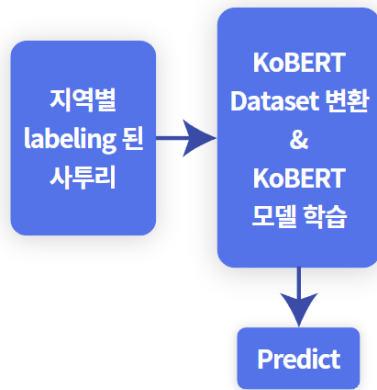 지역별
labeling 된
사투리
KoBERT
Dataset 변환
&
KoBERT
모델 학습
Predict